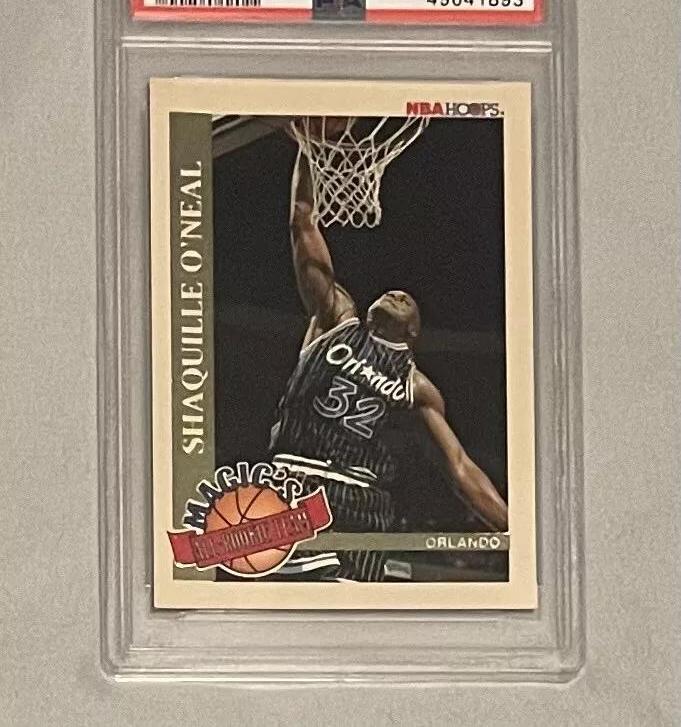 NBA HOOPS
SHAQUILLE O'NEAL
Orlando
32
MAGIC'S
ALL-ROOKIE TEAM
ORLANDO